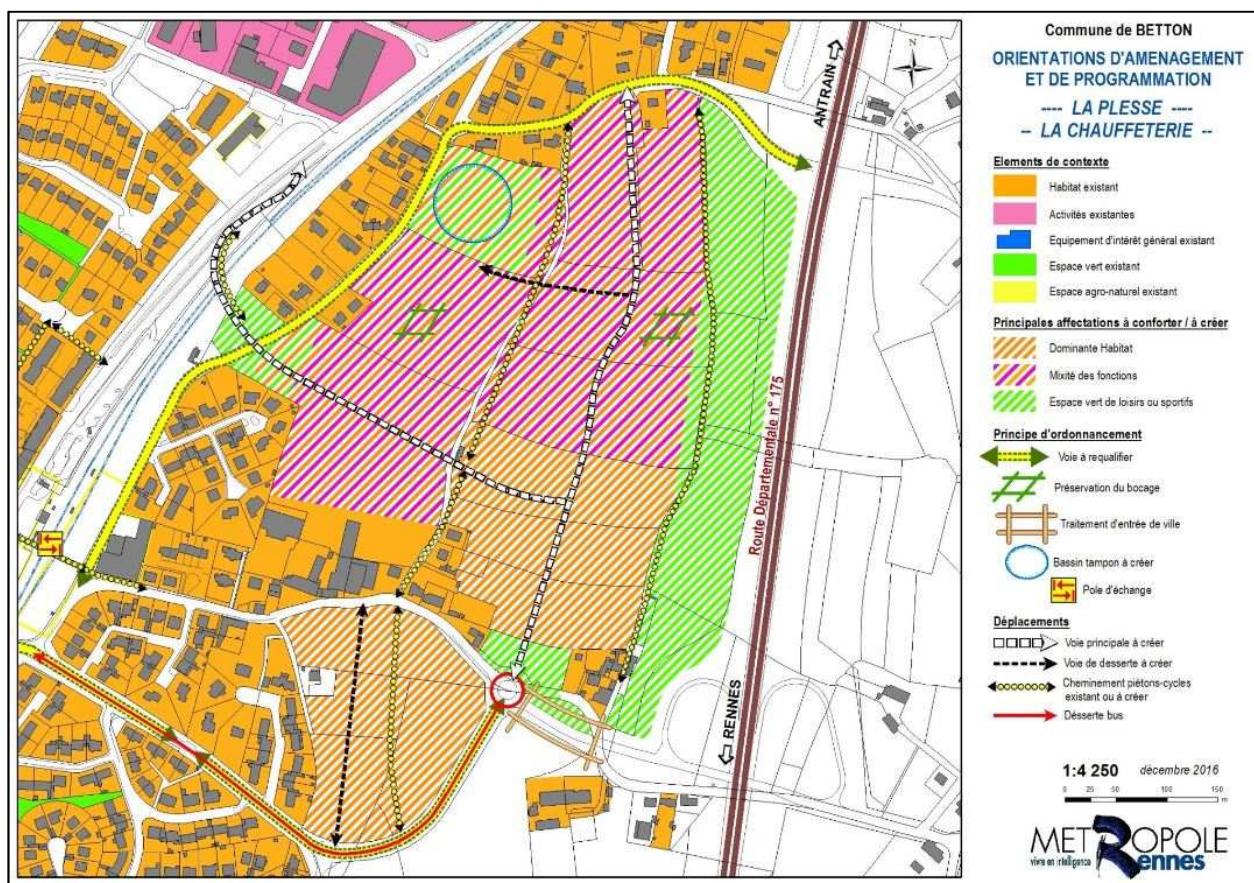 Commune de BETTON
ORIENTATIONS D'AMENAGEMENT
ET DE PROGRAMMATION
---- LA PLESSE ----
-- LA CHAUFFETERIE --
ANTRAIN
N
Route Départementale n° 175
RENNES
Elements de contexte
Habitat existant
Activités existantes
Equipement d'intérêt général existant
Espace vert existant
Espace agro-naturel existant
Principales affectations à conforter / à créer
Dominante Habitat
Mixité des fonctions
Espace vert de loisirs ou sportifs
Principe d'ordonnancement
Voie à requalifier
Préservation du bocage
Traitement d'entrée de ville
Bassin tampon à créer
Pole d'échange
Déplacements
Voie principale à créer
Voie de desserte à créer
Cheminement piétons-cycles
existant ou à créer
Désserte bus
1:4 250 décembre 2016
0 25 50 100 150
m
METROPOLE
vivre en intelligence Rennes